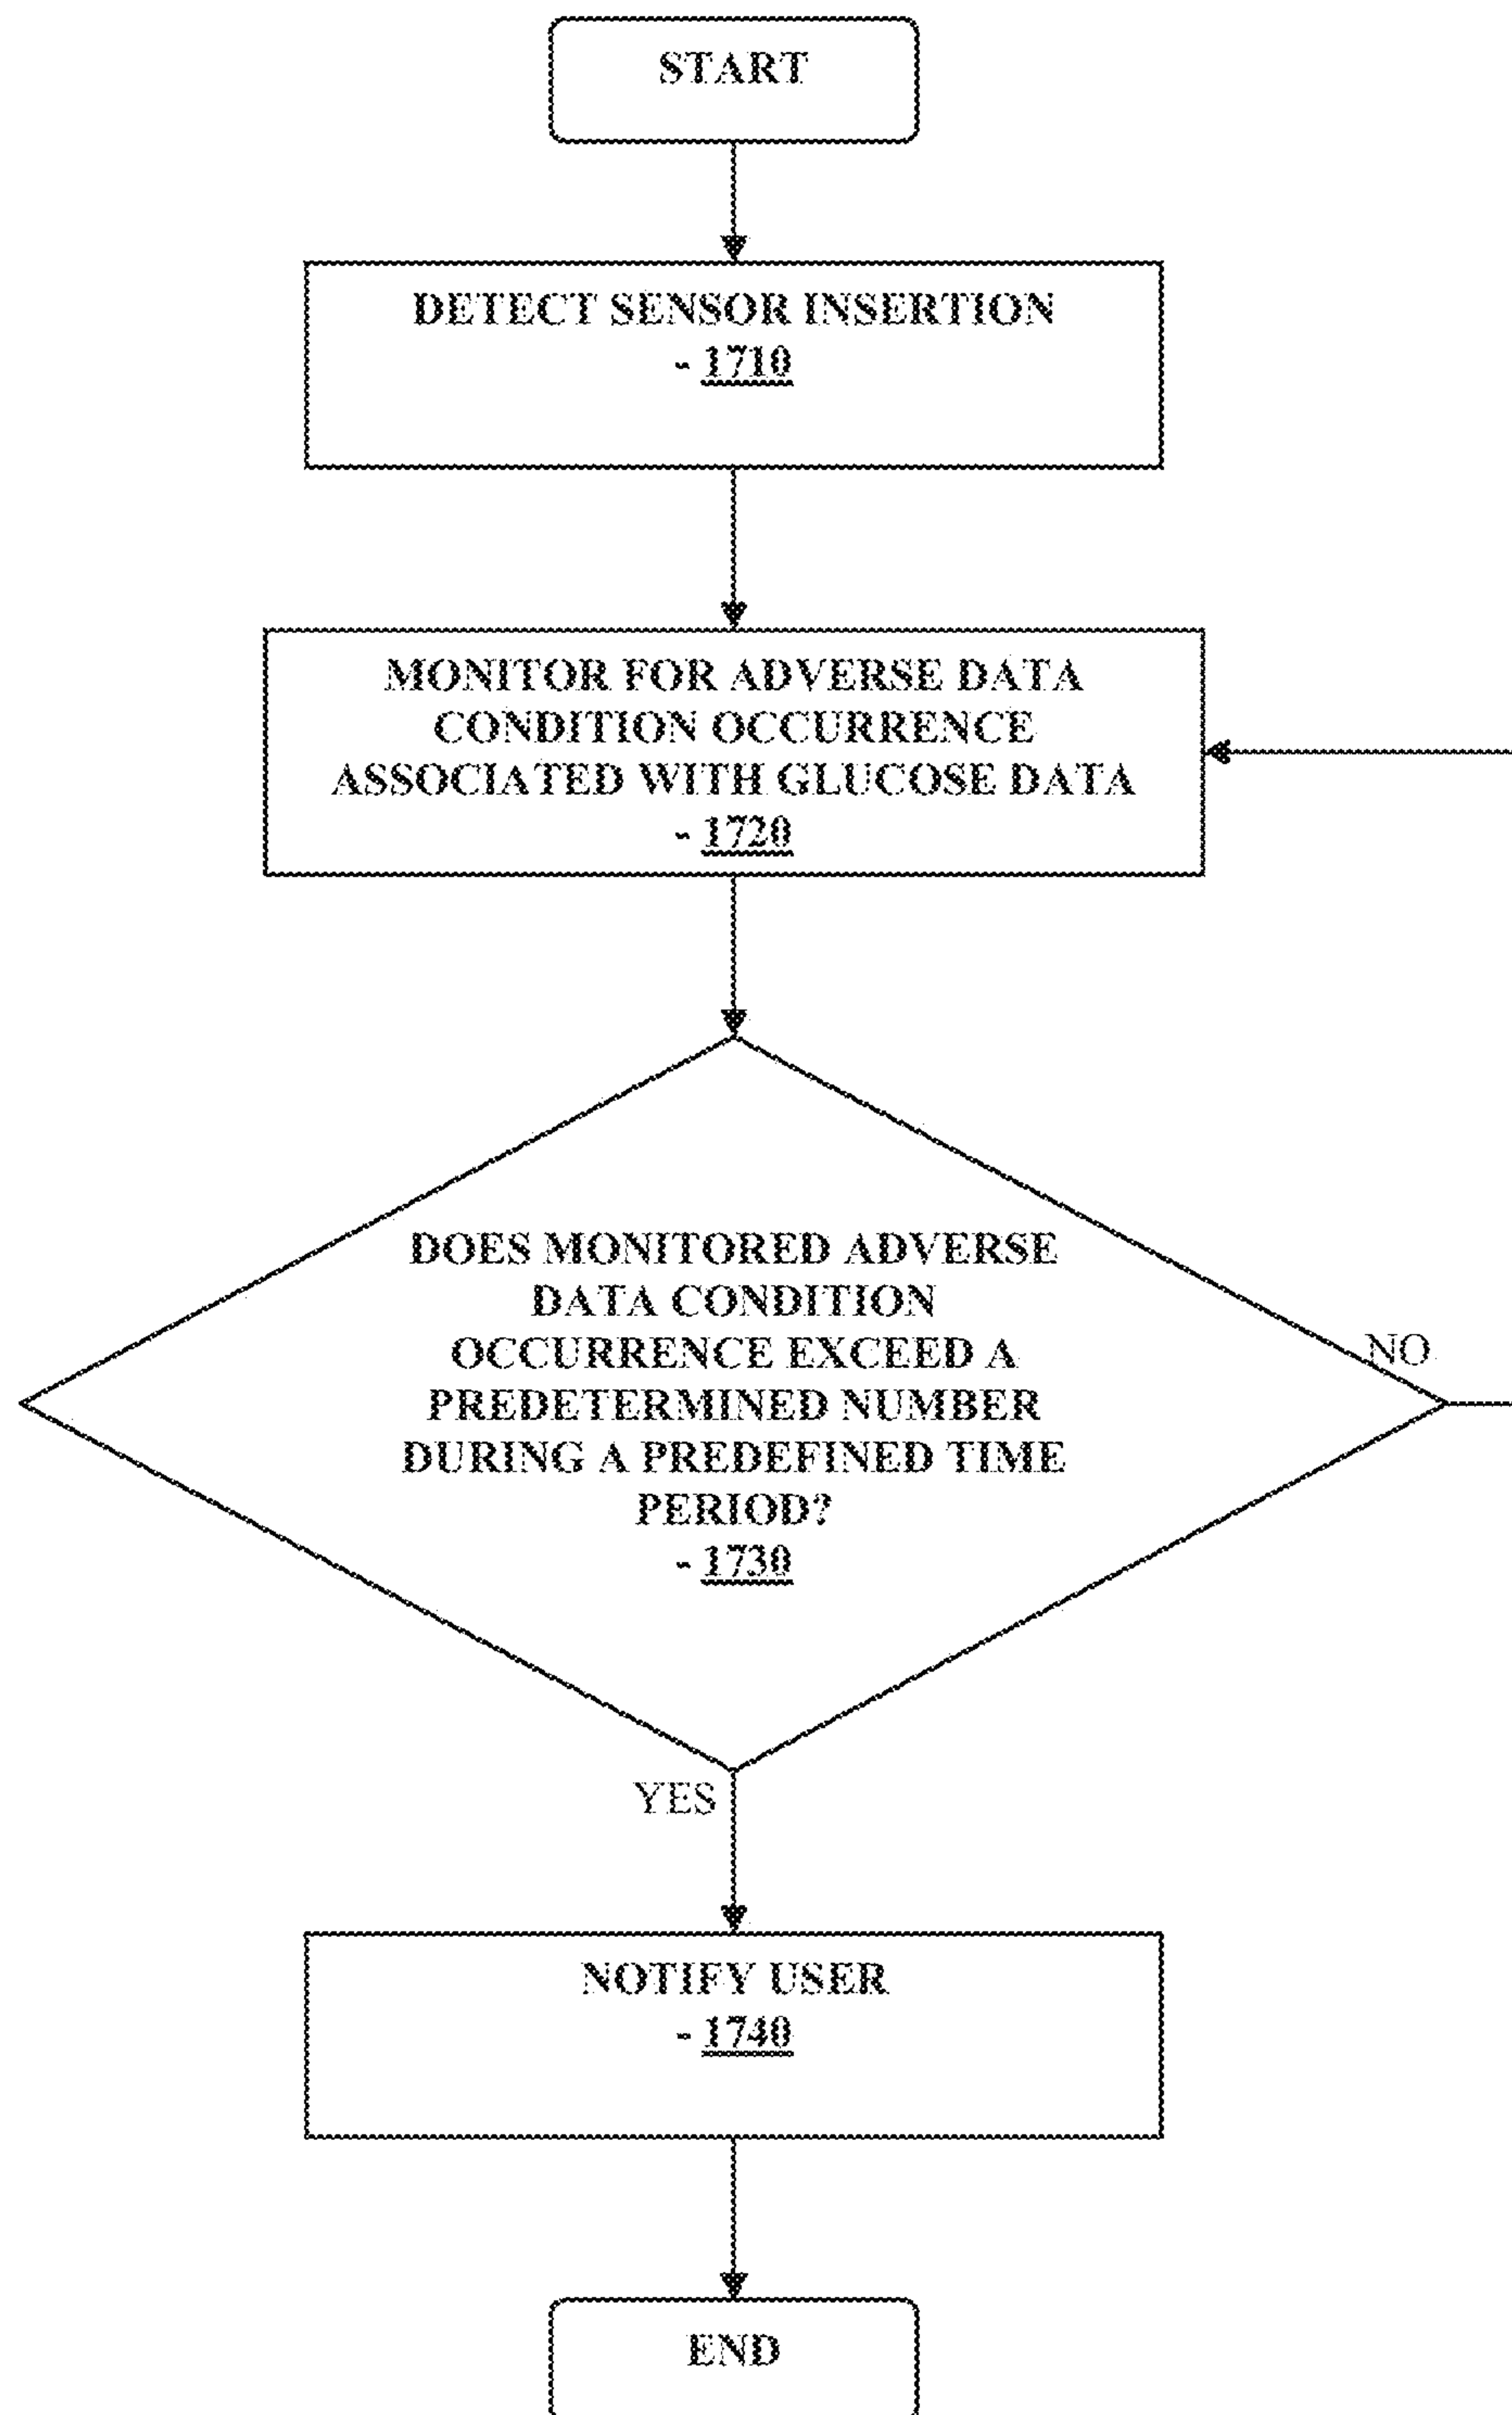 START
DETECT SENSOR INSERTION
- 1710
MONITOR FOR ADVERSE DATA
CONDITION OCCURRENCE
ASSOCIATED WITH GLUCOSE DATA
- 1720
DOES MONITORED ADVERSE
DATA CONDITION
OCCURRENCE EXCEED A
PREDETERMINED NUMBER
DURING A PREDEFINED TIME
PERIOD?
- 1730
NO
YES
NOTIFY USER
- 1740
END